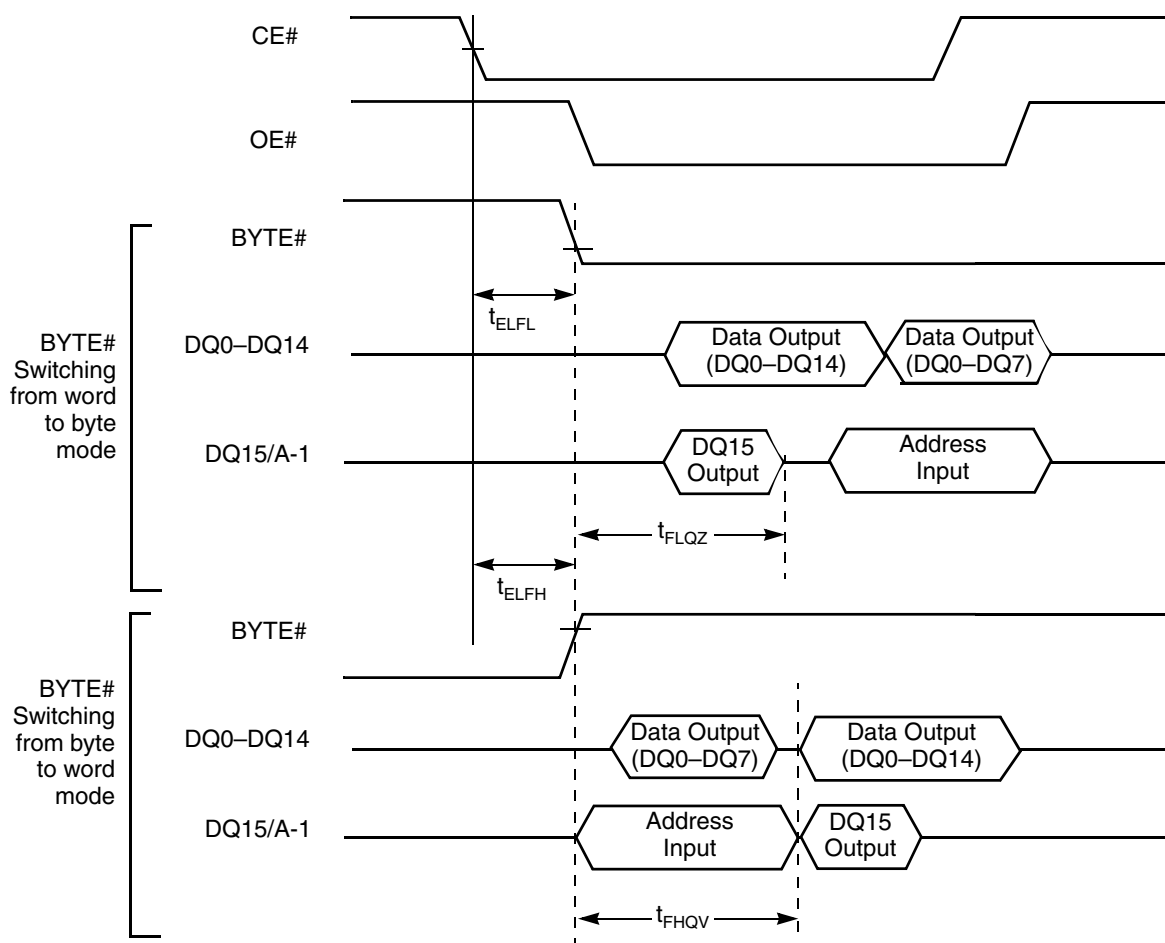 CE#
OE#
BYTE#
tELFL
BYTE#
Switching
from word
to byte
mode
DQ0–DQ14
Data Output
(DQ0–DQ14)
Data Output
(DQ0–DQ7)
DQ15/A-1
DQ15
Output
Address
Input
tFLQZ
tELFH
BYTE#
BYTE#
Switching
from byte
to word
mode
DQ0–DQ14
Data Output
(DQ0–DQ7)
Data Output
(DQ0–DQ14)
DQ15/A-1
Address
Input
DQ15
Output
tFHQV